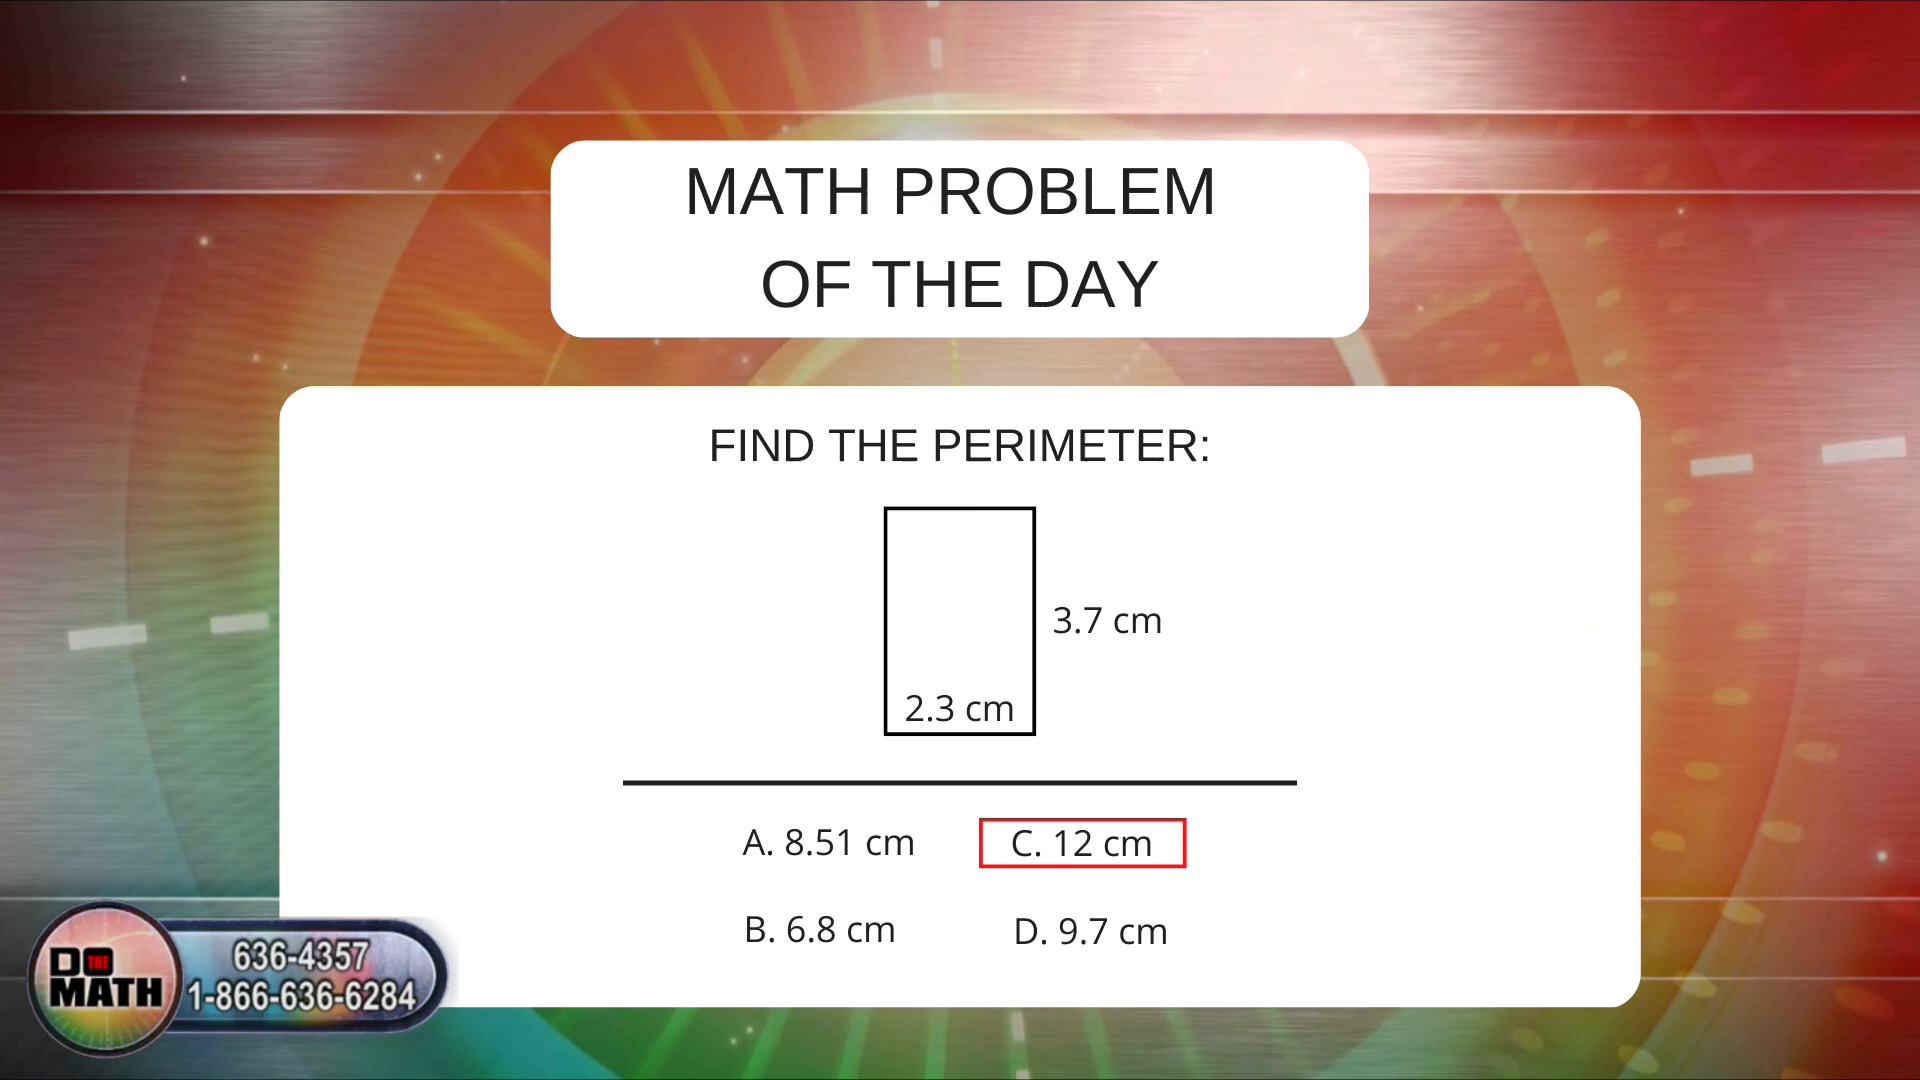 MATH PROBLEM
OF THE DAY
FIND THE PERIMETER:
3.7 cm
2.3 cm
A. 8.51 cm
C. 12 cm
B. 6.8 cm
D. 9.7 cm
DO THE MATH
636-4357
1-866-636-6284